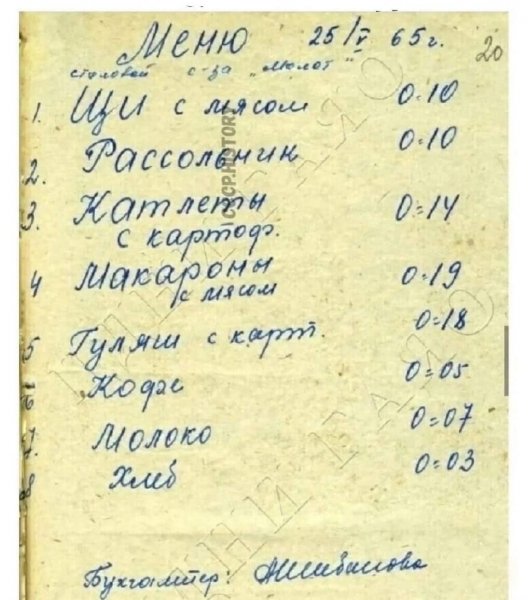 Меню 25/V 65г.
20
столовой с-за "Молот"
1. Щи с мясом 0=10
2. Рассольник 0=10
3. Катлеты 0=14
с картоф.
4 Макароны 0=19
с мясом
5 Гуляш с карт. 0=18
6 Кофе 0=05
7. Молоко 0=07
8 Хлеб 0=03
Бухгалтер:
CCCP.HISTORY